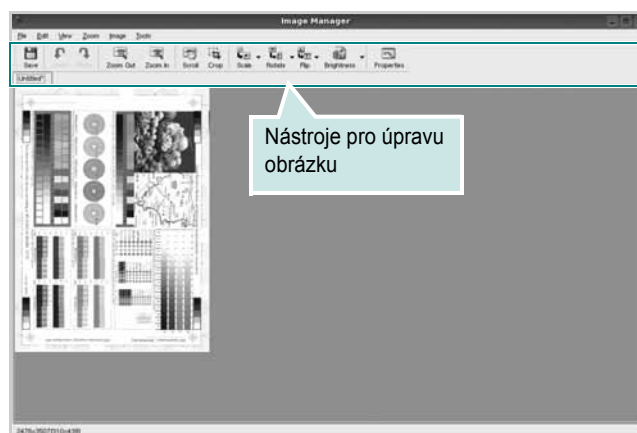 Image Manager
File Edit View Zoom Image Tools
Save Zoom Out Zoom In Scroll Crop Scale Rotate Flip Brightness Properties
Untitled*
Nástroje pro úpravu
obrázku